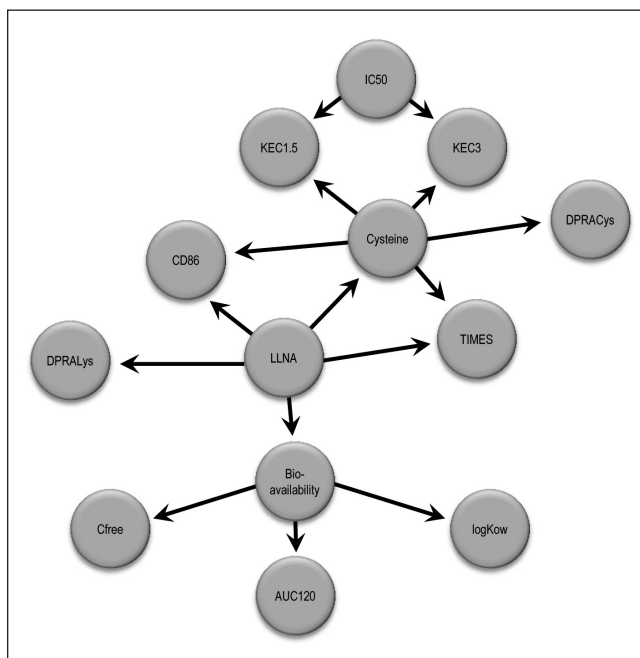 IC50
KEC1.5
KEC3
DPRACys
Cysteine
CD86
TIMES
DPRALys
LLNA
Bio-
availability
Cfree
logKow
AUC120